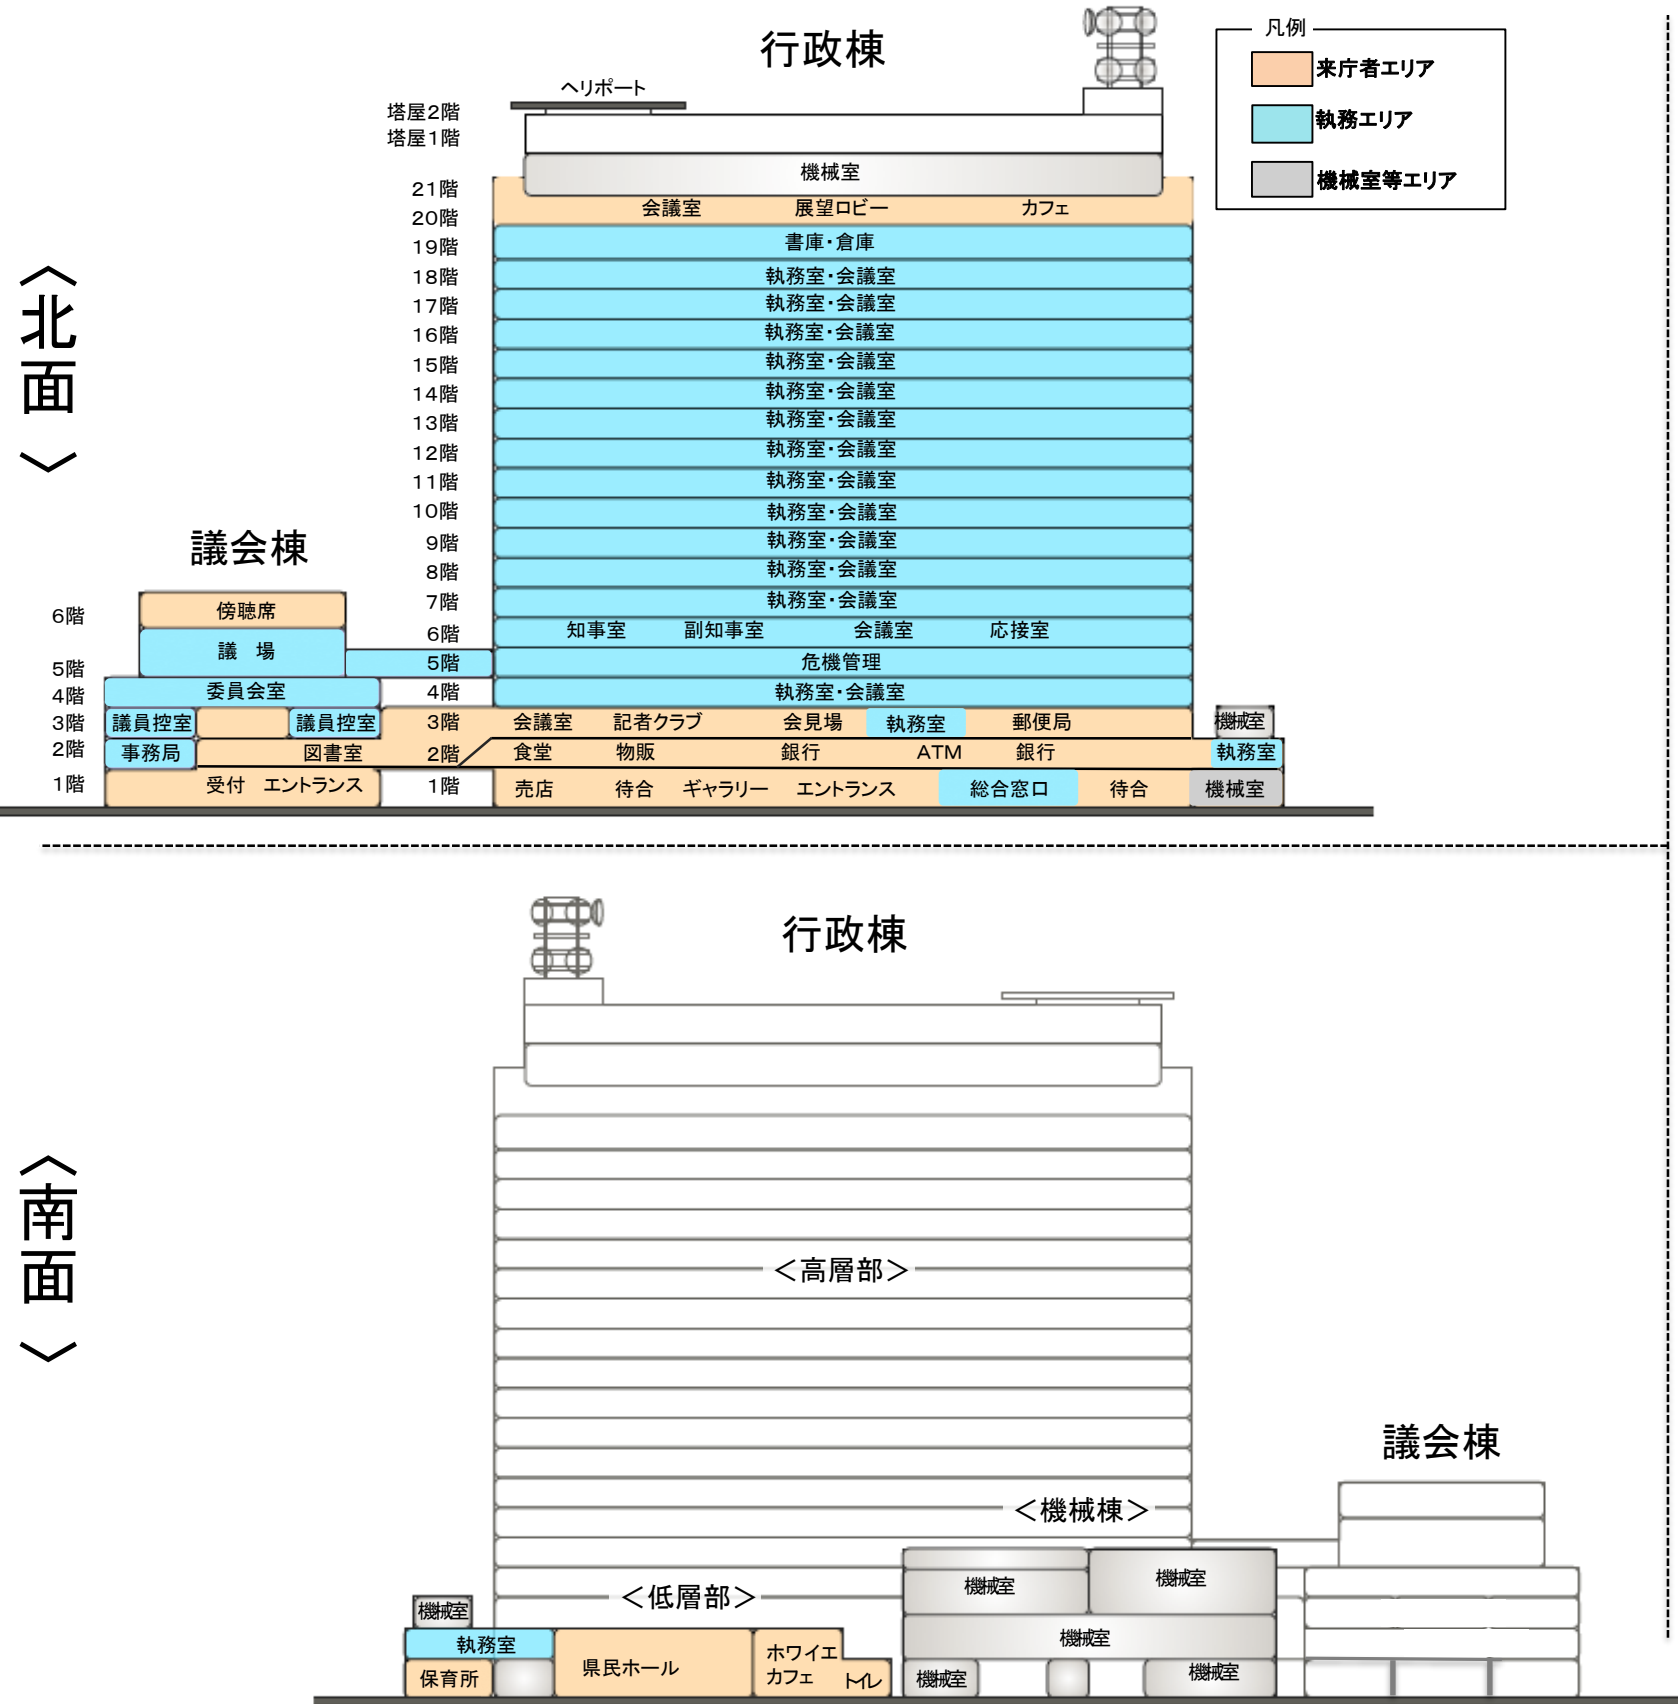 行政棟
凡例
来庁者エリア
執務エリア
機械室等エリア
ヘリポート
塔屋2階
塔屋1階
機械室
21階
20階
会議室 展望ロビー カフェ
19階 書庫・倉庫
18階 執務室・会議室
17階 執務室・会議室
16階 執務室・会議室
15階 執務室・会議室
14階 執務室・会議室
13階 執務室・会議室
12階 執務室・会議室
11階 執務室・会議室
10階 執務室・会議室
9階 執務室・会議室
8階 執務室・会議室
7階 執務室・会議室
6階 知事室 副知事室 会議室 応接室
5階 危機管理
4階 執務室・会議室
3階 会議室 記者クラブ 会見場 執務室 郵便局 機械室
2階 食堂 物販 銀行 ATM 銀行 執務室
1階 売店 待合 ギャラリー エントランス 総合窓口 待合 機械室
〈北面〉
議会棟
6階 傍聴席
議 場
5階
4階 委員会室
3階 議員控室 議員控室
2階 事務局 図書室
1階 受付 エントランス
〈南面〉
行政棟
＜高層部＞
議会棟
＜機械棟＞
＜低層部＞
機械室
機械室
機械室
機械室
執務室
保育所
県民ホール
ホワイエ
カフェ
トイレ
機械室
機械室